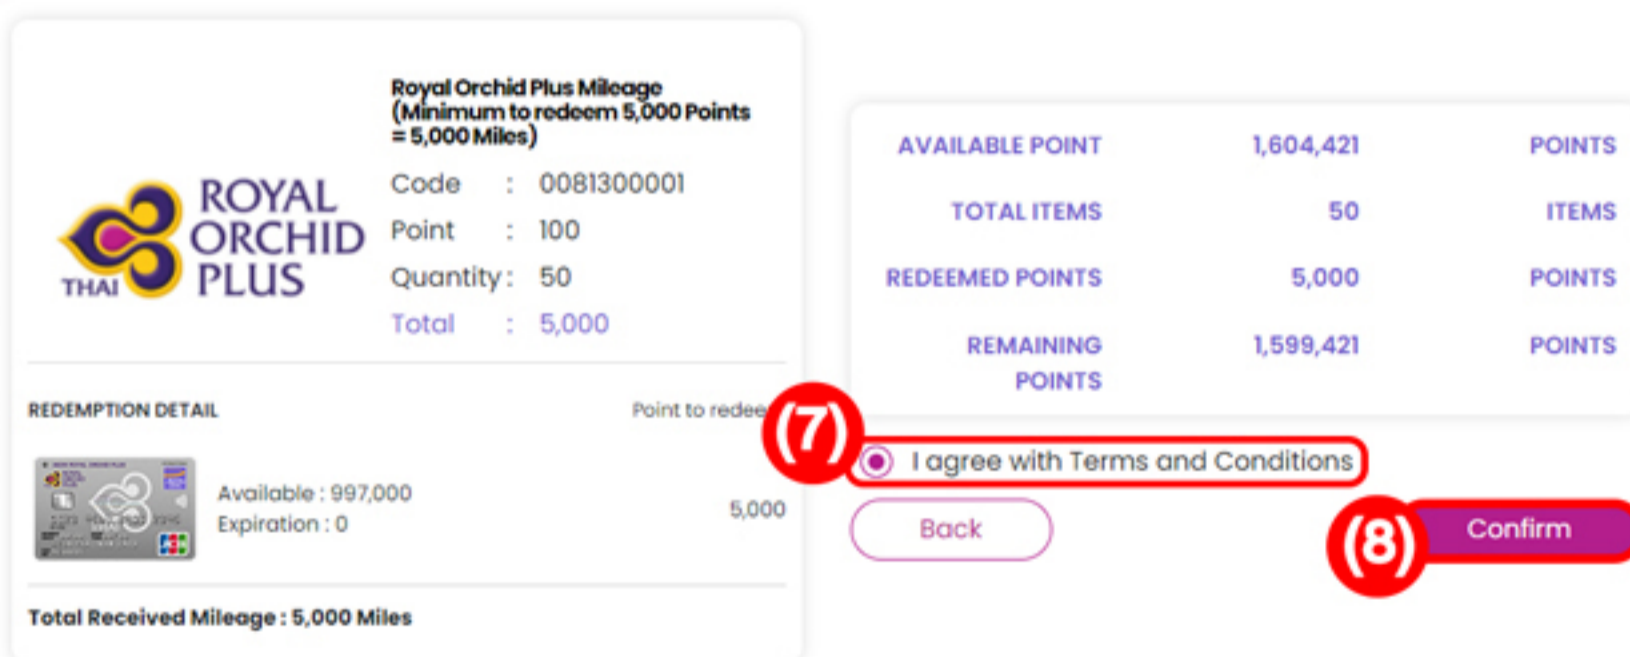 Royal Orchid Plus Mileage
(Minimum to redeem 5,000 Points
= 5,000 Miles)
Code : 0081300001
Point : 100
Quantity : 50
Total : 5,000
ROYAL
ORCHID
PLUS
THAI
REDEMPTION DETAIL Point to
Available : 997,000
Expiration : 0
5,000
JCB
Total Received Mileage : 5,000 Miles
AVAILABLE POINT 1,604,421 POINTS
TOTAL ITEMS 50 ITEMS
REDEEMED POINTS 5,000 POINTS
REMAINING 1,599,421 POINTS
POINTS
(7)
I agree with Terms and Conditions
Back
(8)
Confirm